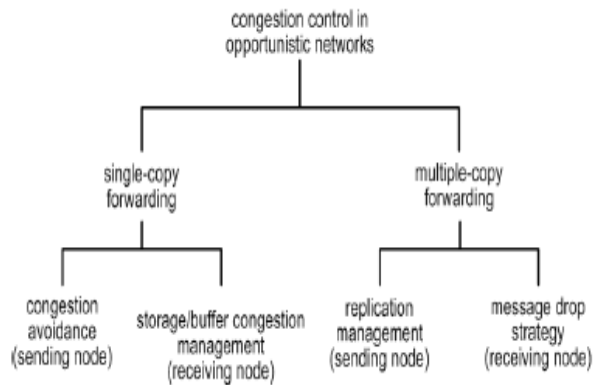 congestion control in
opportunistic networks
single-copy
forwarding
multiple-copy
forwarding
congestion
avoidance
(sending node)
storage/buffer congestion
management
(receiving node)
replication
management
(sending node)
message drop
strategy
(receiving node)